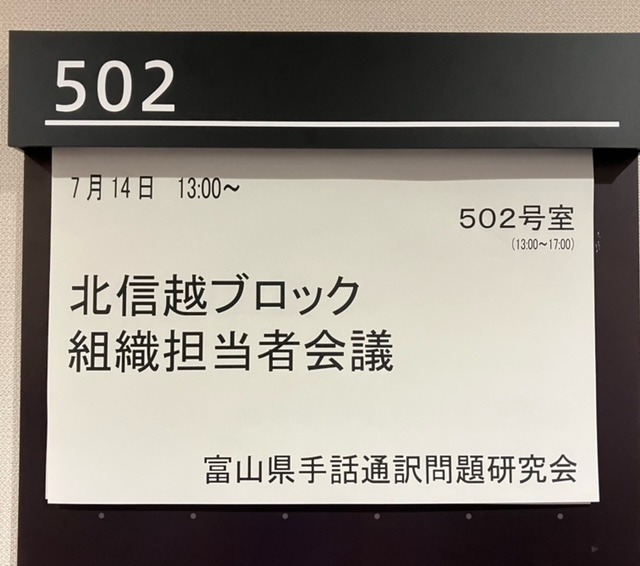 502
7月14日 13:00～
502号室
(13:00～17:00)
北信越ブロック
組織担当者会議
富山県手話通訳問題研究会